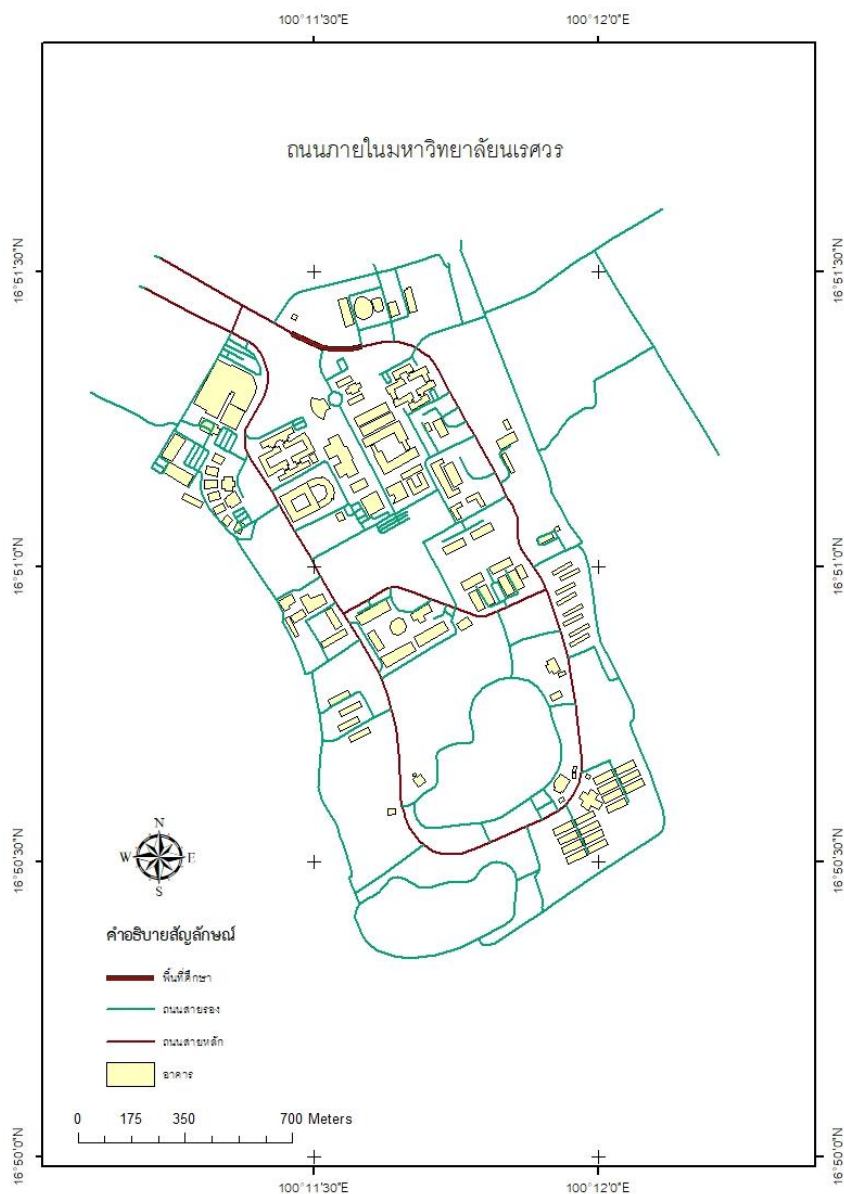 100°11'30"E
100°12'0"E
ถนนภายในมหาวิทยาลัยนเรศวร
16°51'30"N
16°51'30"N
16°51'0"N
16°51'0"N
16°50'30"N
16°50'30"N
N
W
E
S
คำอธิบายสัญลักษณ์
พื้นที่ศึกษา
ถนนสายรอง
ถนนสายหลัก
อาคาร
0 175 350 700 Meters
16°50'0"N
16°50'0"N
100°11'30"E
100°12'0"E